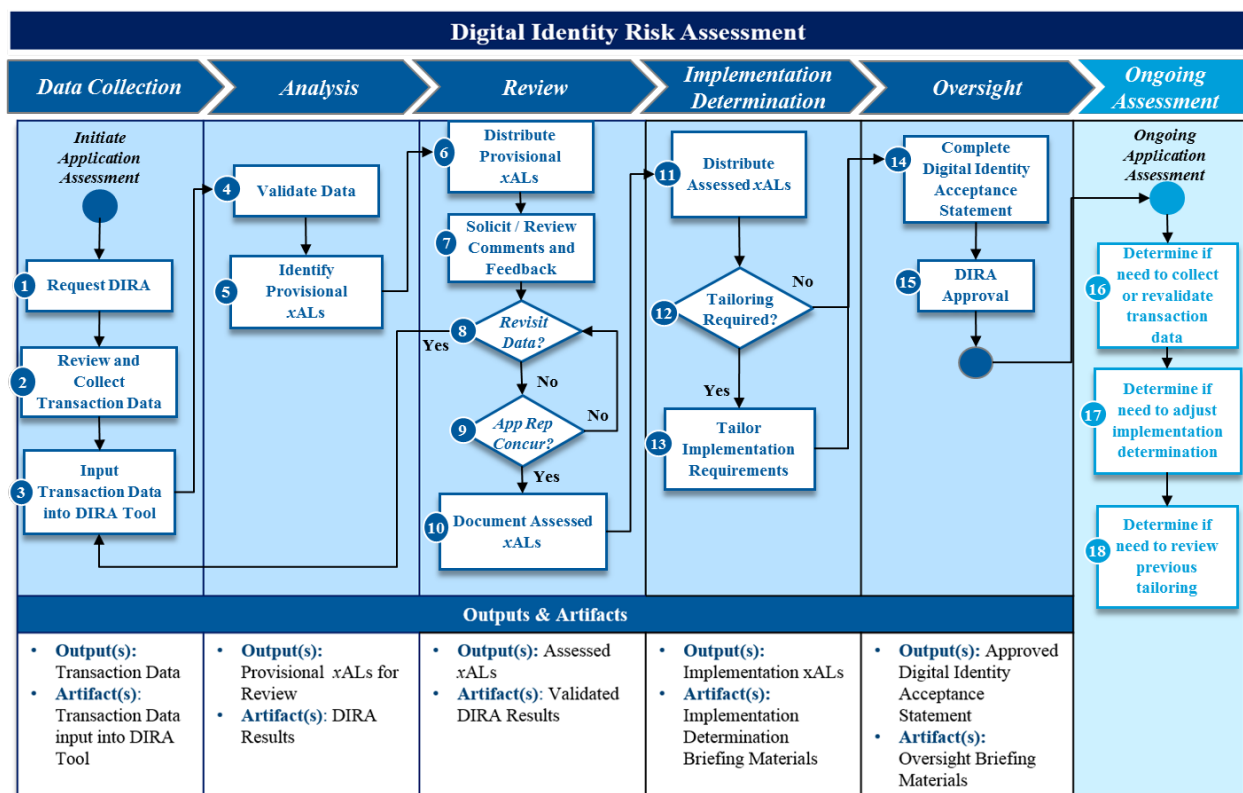 Digital Identity Risk Assessment
Data Collection
Analysis
Review
Implementation
Determination
Oversight
Ongoing
Assessment
Initiate
Application
Assessment
1
Request DIRA
2
Review and
Collect
Transaction Data
3
Input
Transaction Data
into DIRA Tool
4
Validate Data
5
Identify
Provisional
xALs
6
Distribute
Provisional
xALs
7
Solicit / Review
Comments and
Feedback
8
Revisit
Data?
Yes
No
9
App Rep
Concur?
No
Yes
10
Document Assessed
xALs
11
Distribute
Assessed xALs
12
Tailoring
Required?
No
Yes
13
Tailor
Implementation
Requirements
14
Complete
Digital Identity
Acceptance
Statement
15
DIRA
Approval
Ongoing
Application
Assessment
16
Determine if
need to collect
or revalidate
transaction
data
17
Determine if
need to adjust
implementation
determination
18
Determine if
need to review
previous
tailoring
Outputs & Artifacts
• Output(s):
Transaction Data
• Artifact(s):
Transaction Data
input into DIRA
Tool
• Output(s):
Provisional xALs for
Review
• Artifact(s): DIRA
Results
• Output(s): Assessed
xALs
• Artifact(s): Validated
DIRA Results
• Output(s):
Implementation xALs
• Artifact(s):
Implementation
Determination
Briefing Materials
• Output(s): Approved
Digital Identity
Acceptance
Statement
• Artifact(s):
Oversight Briefing
Materials